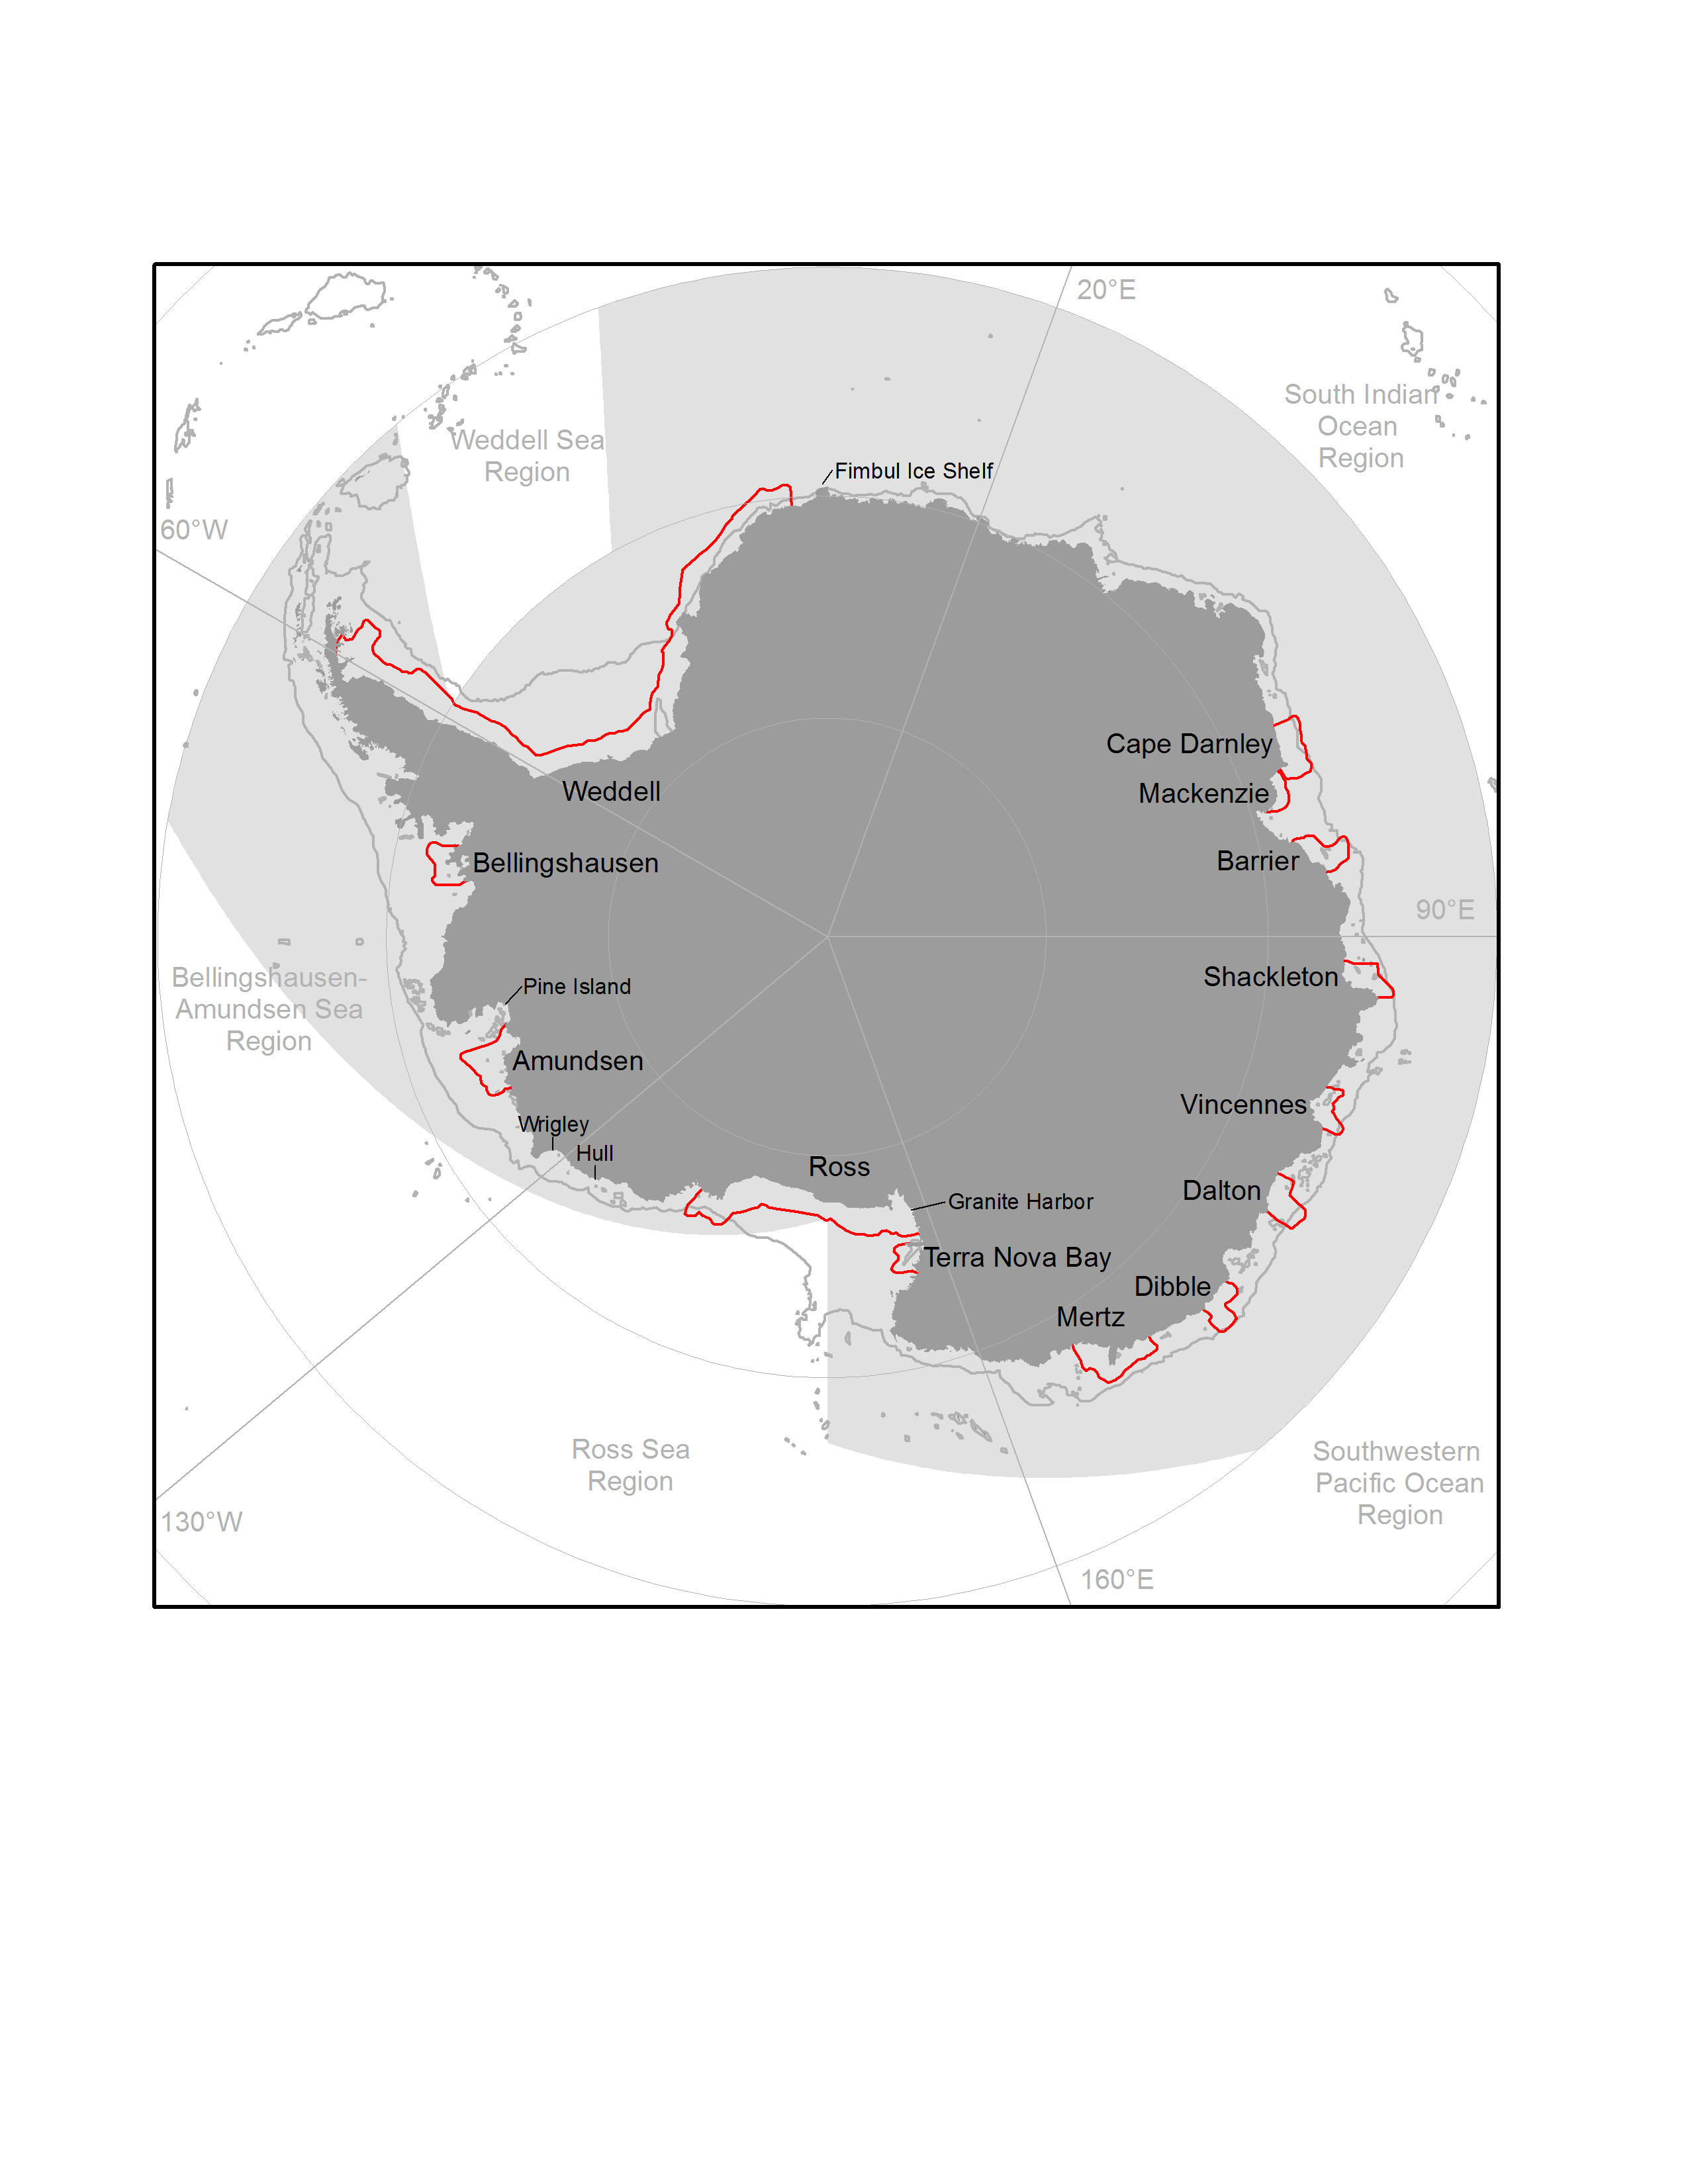 20°E
South Indian
Ocean
Region
Weddell Sea
Region
Fimbul Ice Shelf
60°W
Cape Darnley
Mackenzie
Weddell
Barrier
Bellingshausen
90°E
Shackleton
Bellingshausen-
Amundsen Sea
Region
Pine Island
Amundsen
Vincennes
Wrigley
Hull
Ross
Dalton
Granite Harbor
Terra Nova Bay
Dibble
Mertz
Ross Sea
Region
Southwestern
Pacific Ocean
Region
130°W
160°E